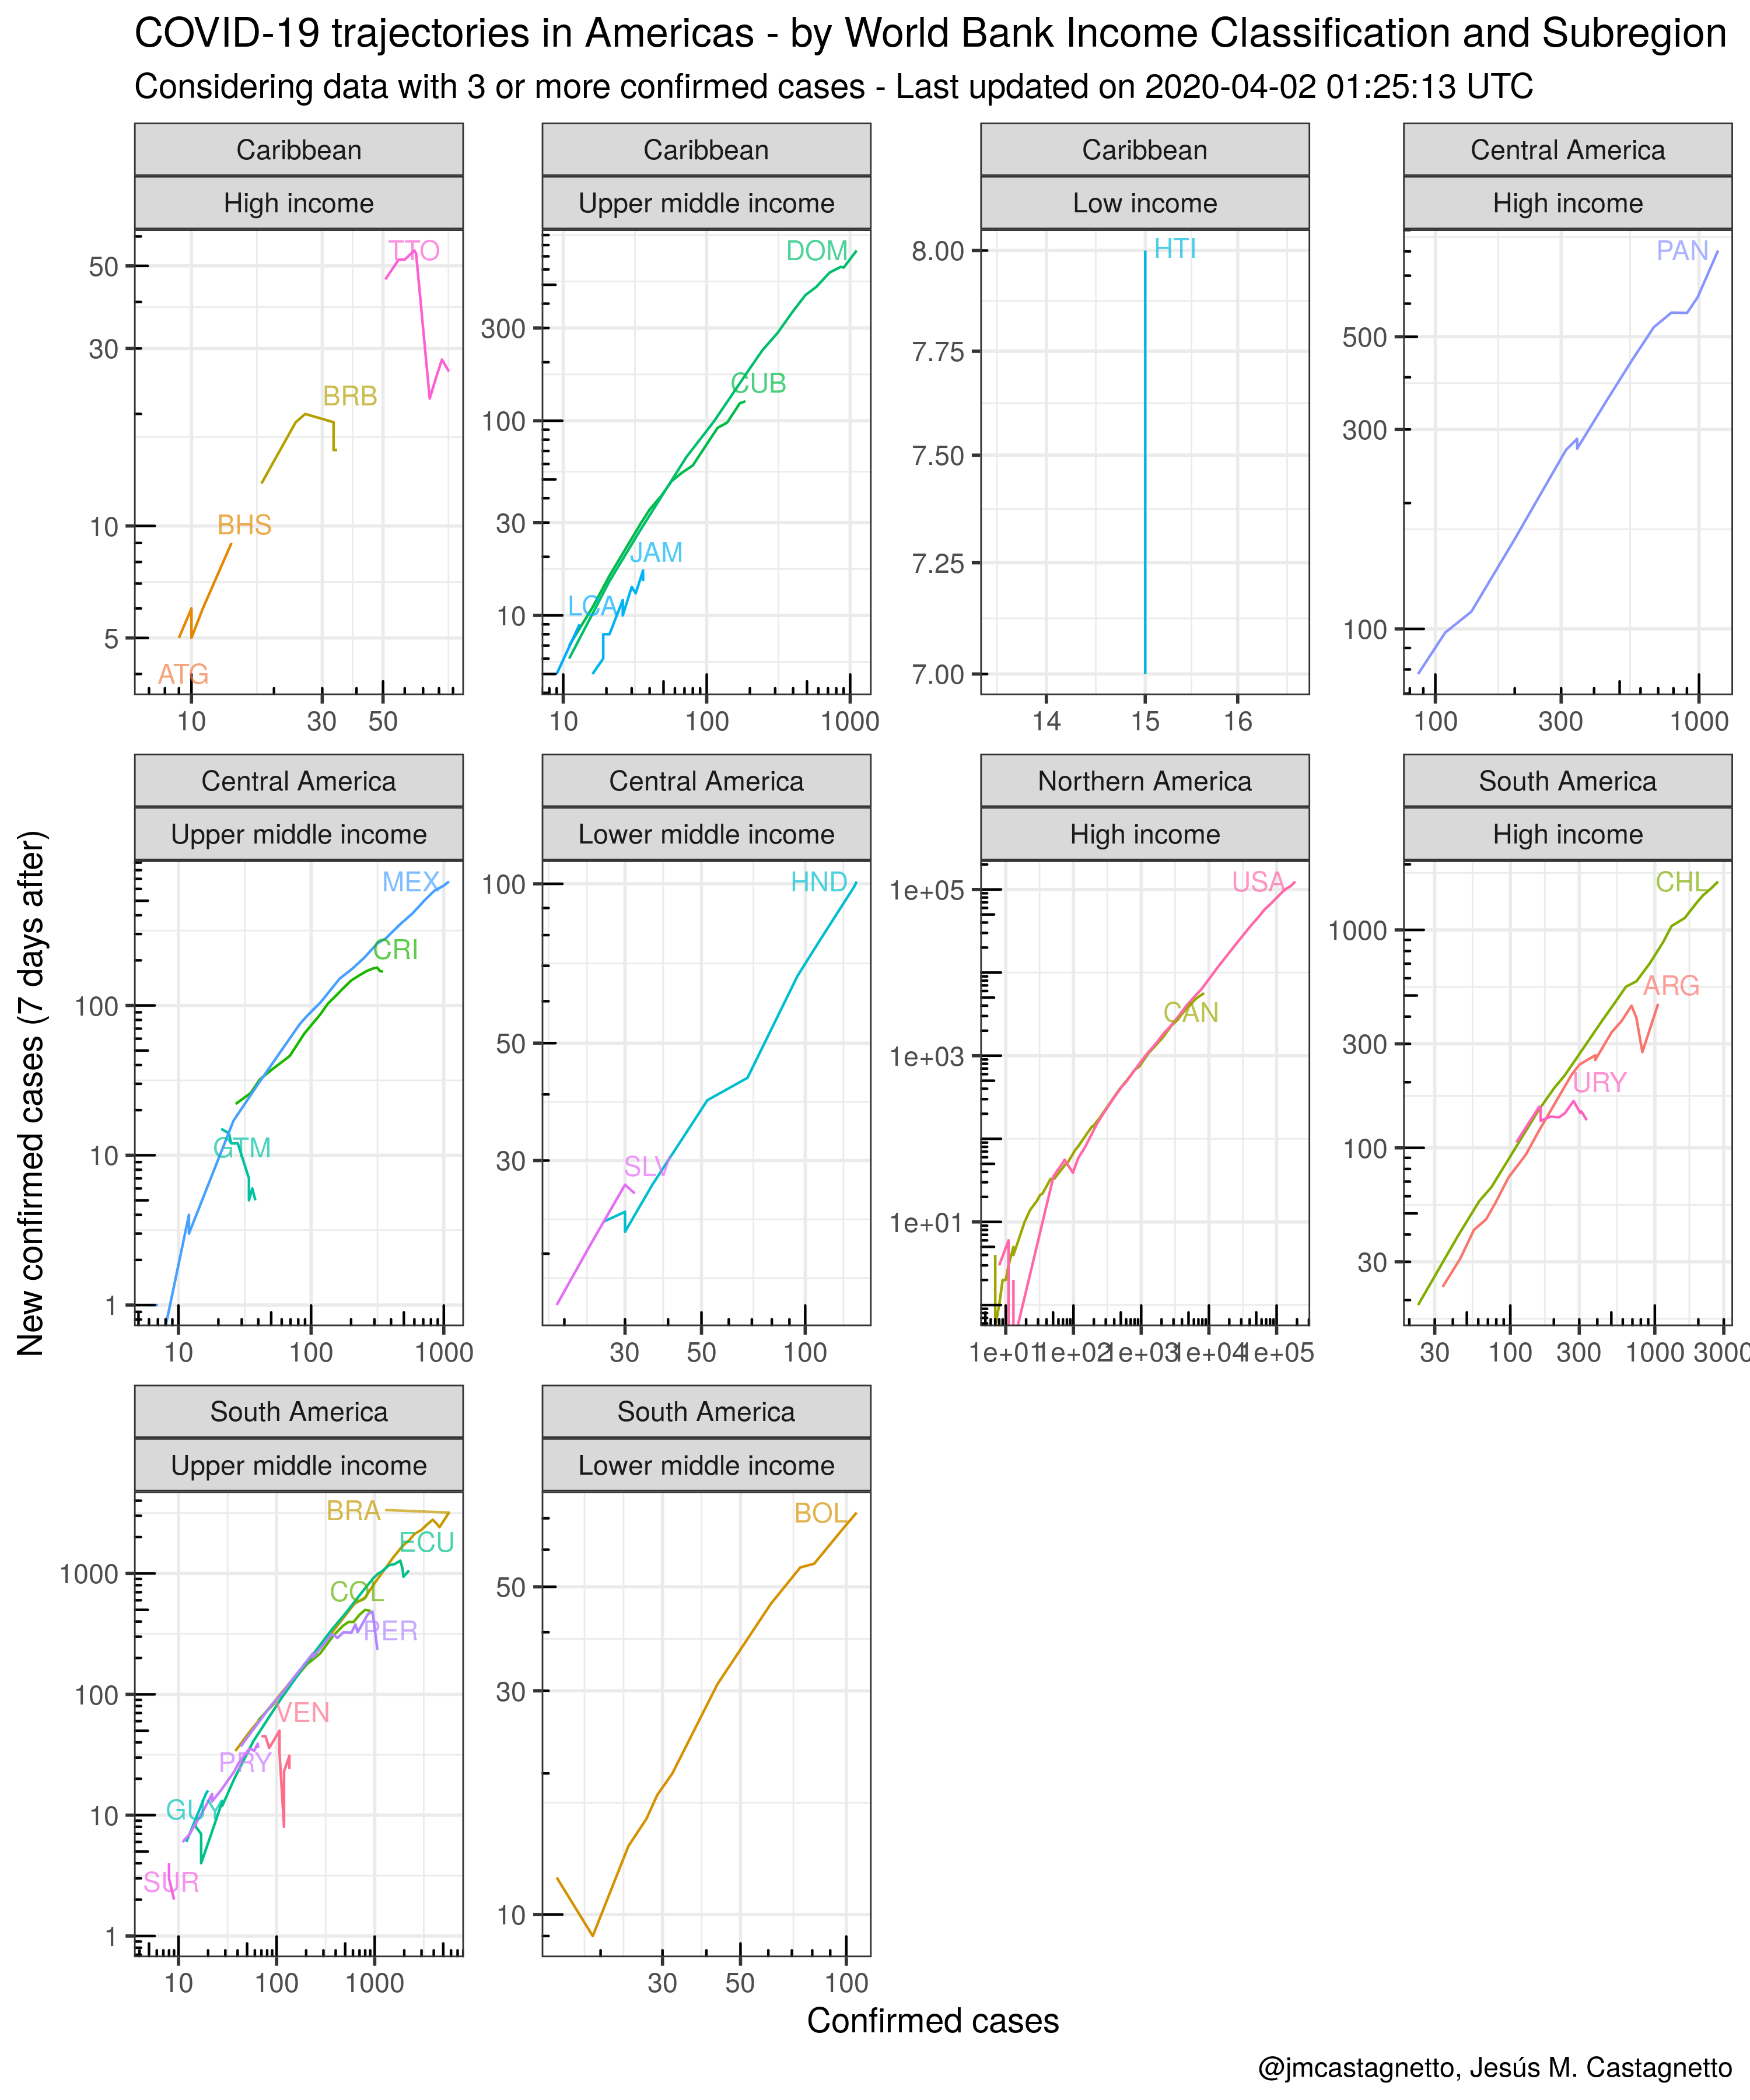 COVID-19 trajectories in Americas - by World Bank Income Classification and Subregion
Considering data with 3 or more confirmed cases - Last updated on 2020-04-02 01:25:13 UTC
Caribbean
High income
TTO
BRB
BHS
ATG
50
30
10
5
10 30 50
Caribbean
Upper middle income
DOM
CUB
JAM
LCA
300
100
30
10
10 100 1000
Caribbean
Low income
HTI
8.00
7.75
7.50
7.25
7.00
14 15 16
Central America
High income
PAN
500
300
100
100 300 1000
New confirmed cases (7 days after)
Central America
Upper middle income
MEX
CRI
GTM
100
10
1
10 100 1000
Central America
Lower middle income
HND
SLV
100
50
30
30 50 100
Northern America
High income
USA
CAN
1e+05
1e+03
1e+01
1e+01 1e+02 1e+03 1e+04 1e+05
South America
High income
CHL
ARG
URY
1000
300
100
30
30 100 300 1000 3000
South America
Upper middle income
BRA
ECU
COL
PER
VEN
PRY
GUY
SUR
1000
100
10
1
10 100 1000
South America
Lower middle income
BOL
50
30
10
30 50 100
Confirmed cases
@jmcastagnetto, Jesús M. Castagnetto